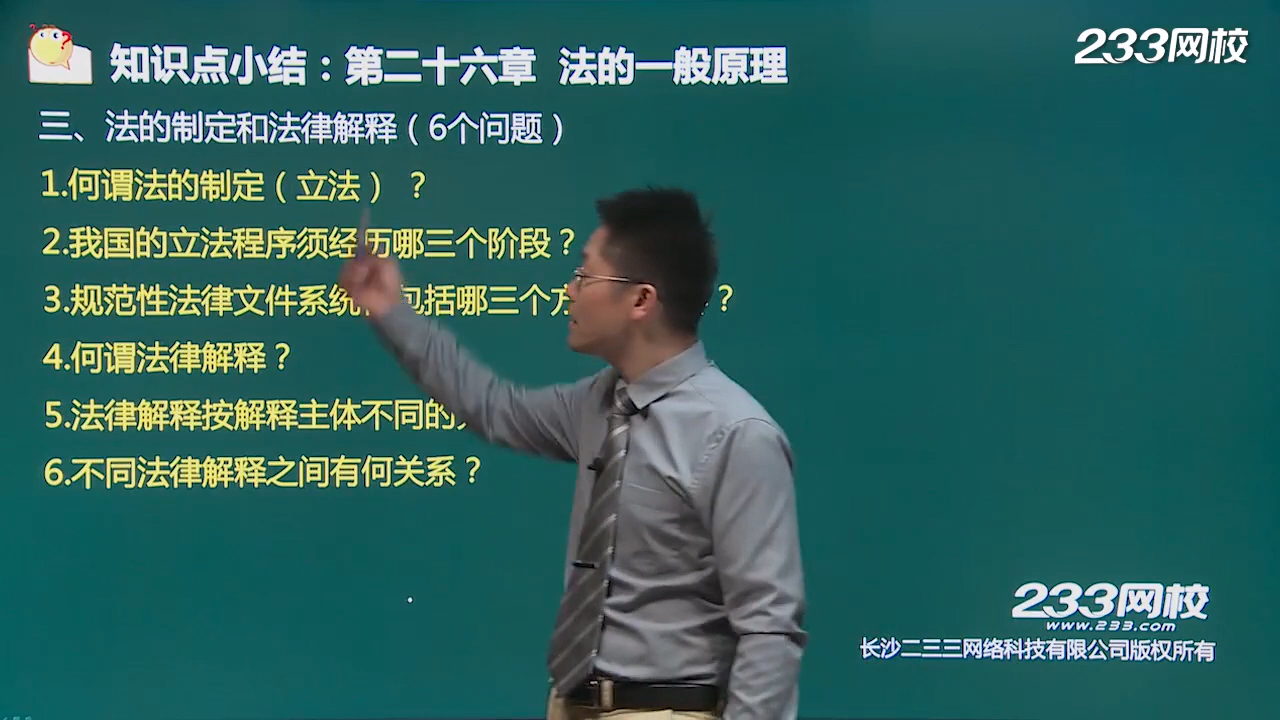 233网校
知识点小结：第二十六章 法的一般原理
三、法的制定和法律解释（6个问题）
1.何谓法的制定（立法）？
2.我国的立法程序须经历哪三个阶段？
3.规范性法律文件系统 包括哪三个方 ？
4.何谓法律解释？
5.法律解释按解释主体不同的
6.不同法律解释之间有何关系？
233网校
www.233.com
长沙二三三网络科技有限公司版权所有